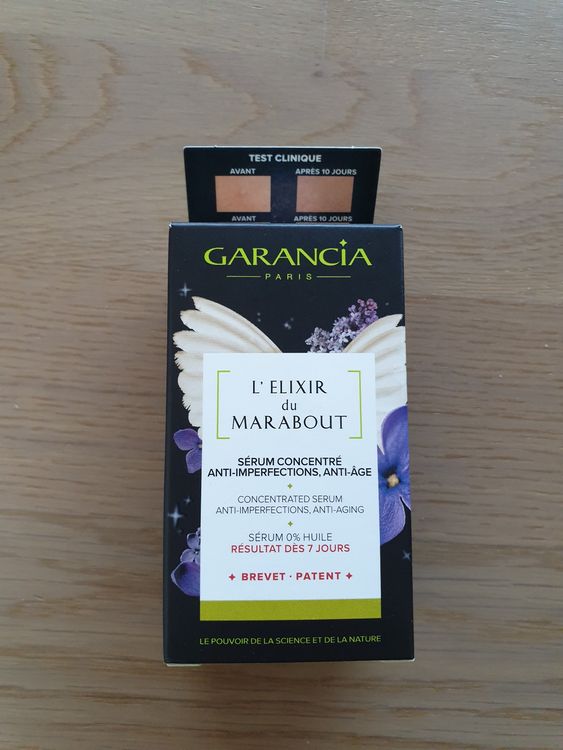 TEST CLINIQUE
AVANT APRÈS 10 JOURS
AVANT APRÈS 10 JOURS
GARANCIA
PARIS
L'ELIXIR
du
MARABOUT
SÉRUM CONCENTRÉ
ANTI-IMPERFECTIONS, ANTI-ÂGE
CONCENTRATED SERUM
ANTI-IMPERFECTIONS, ANTI-AGING
SÉRUM 0% HUILE
RÉSULTAT DÈS 7 JOURS
BREVET · PATENT
LE POUVOIR DE LA SCIENCE ET DE LA NATURE